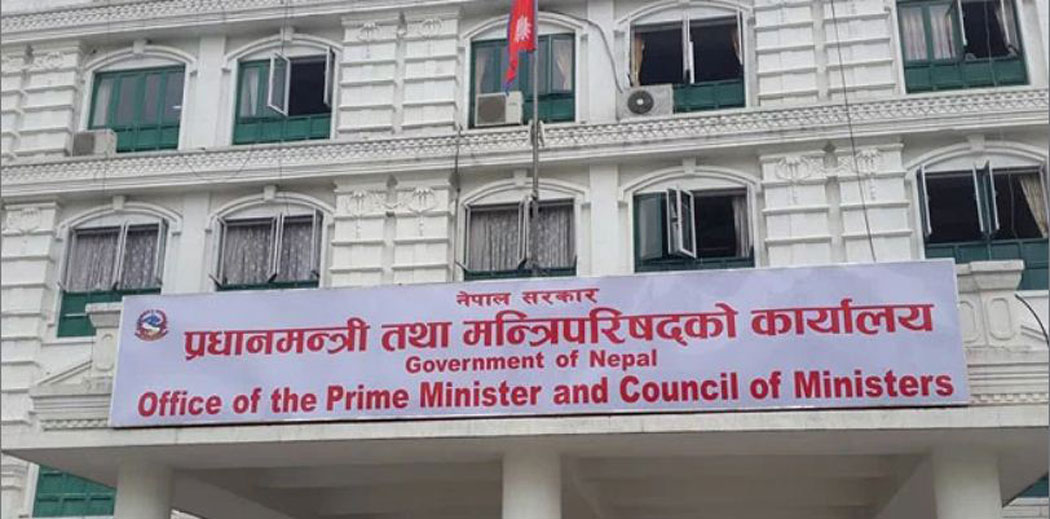 नेपाल सरकार
प्रधानमन्त्री तथा मन्त्रिपरिषद्को कार्यालय
Government of Nepal
Office of the Prime Minister and Council of Ministers